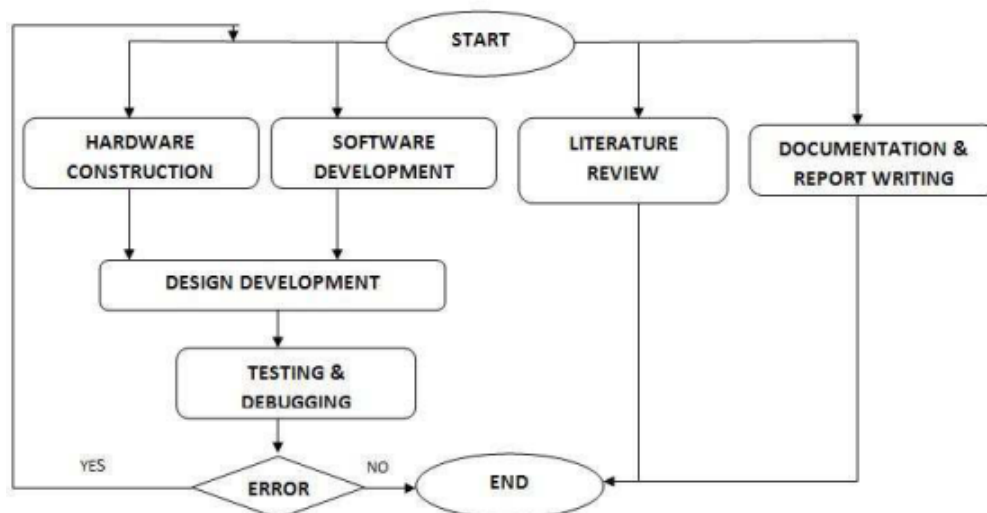 START
HARDWARE
CONSTRUCTION
SOFTWARE
DEVELOPMENT
LITERATURE
REVIEW
DOCUMENTATION &
REPORT WRITING
DESIGN DEVELOPMENT
TESTING &
DEBUGGING
YES
ERROR
NO
END